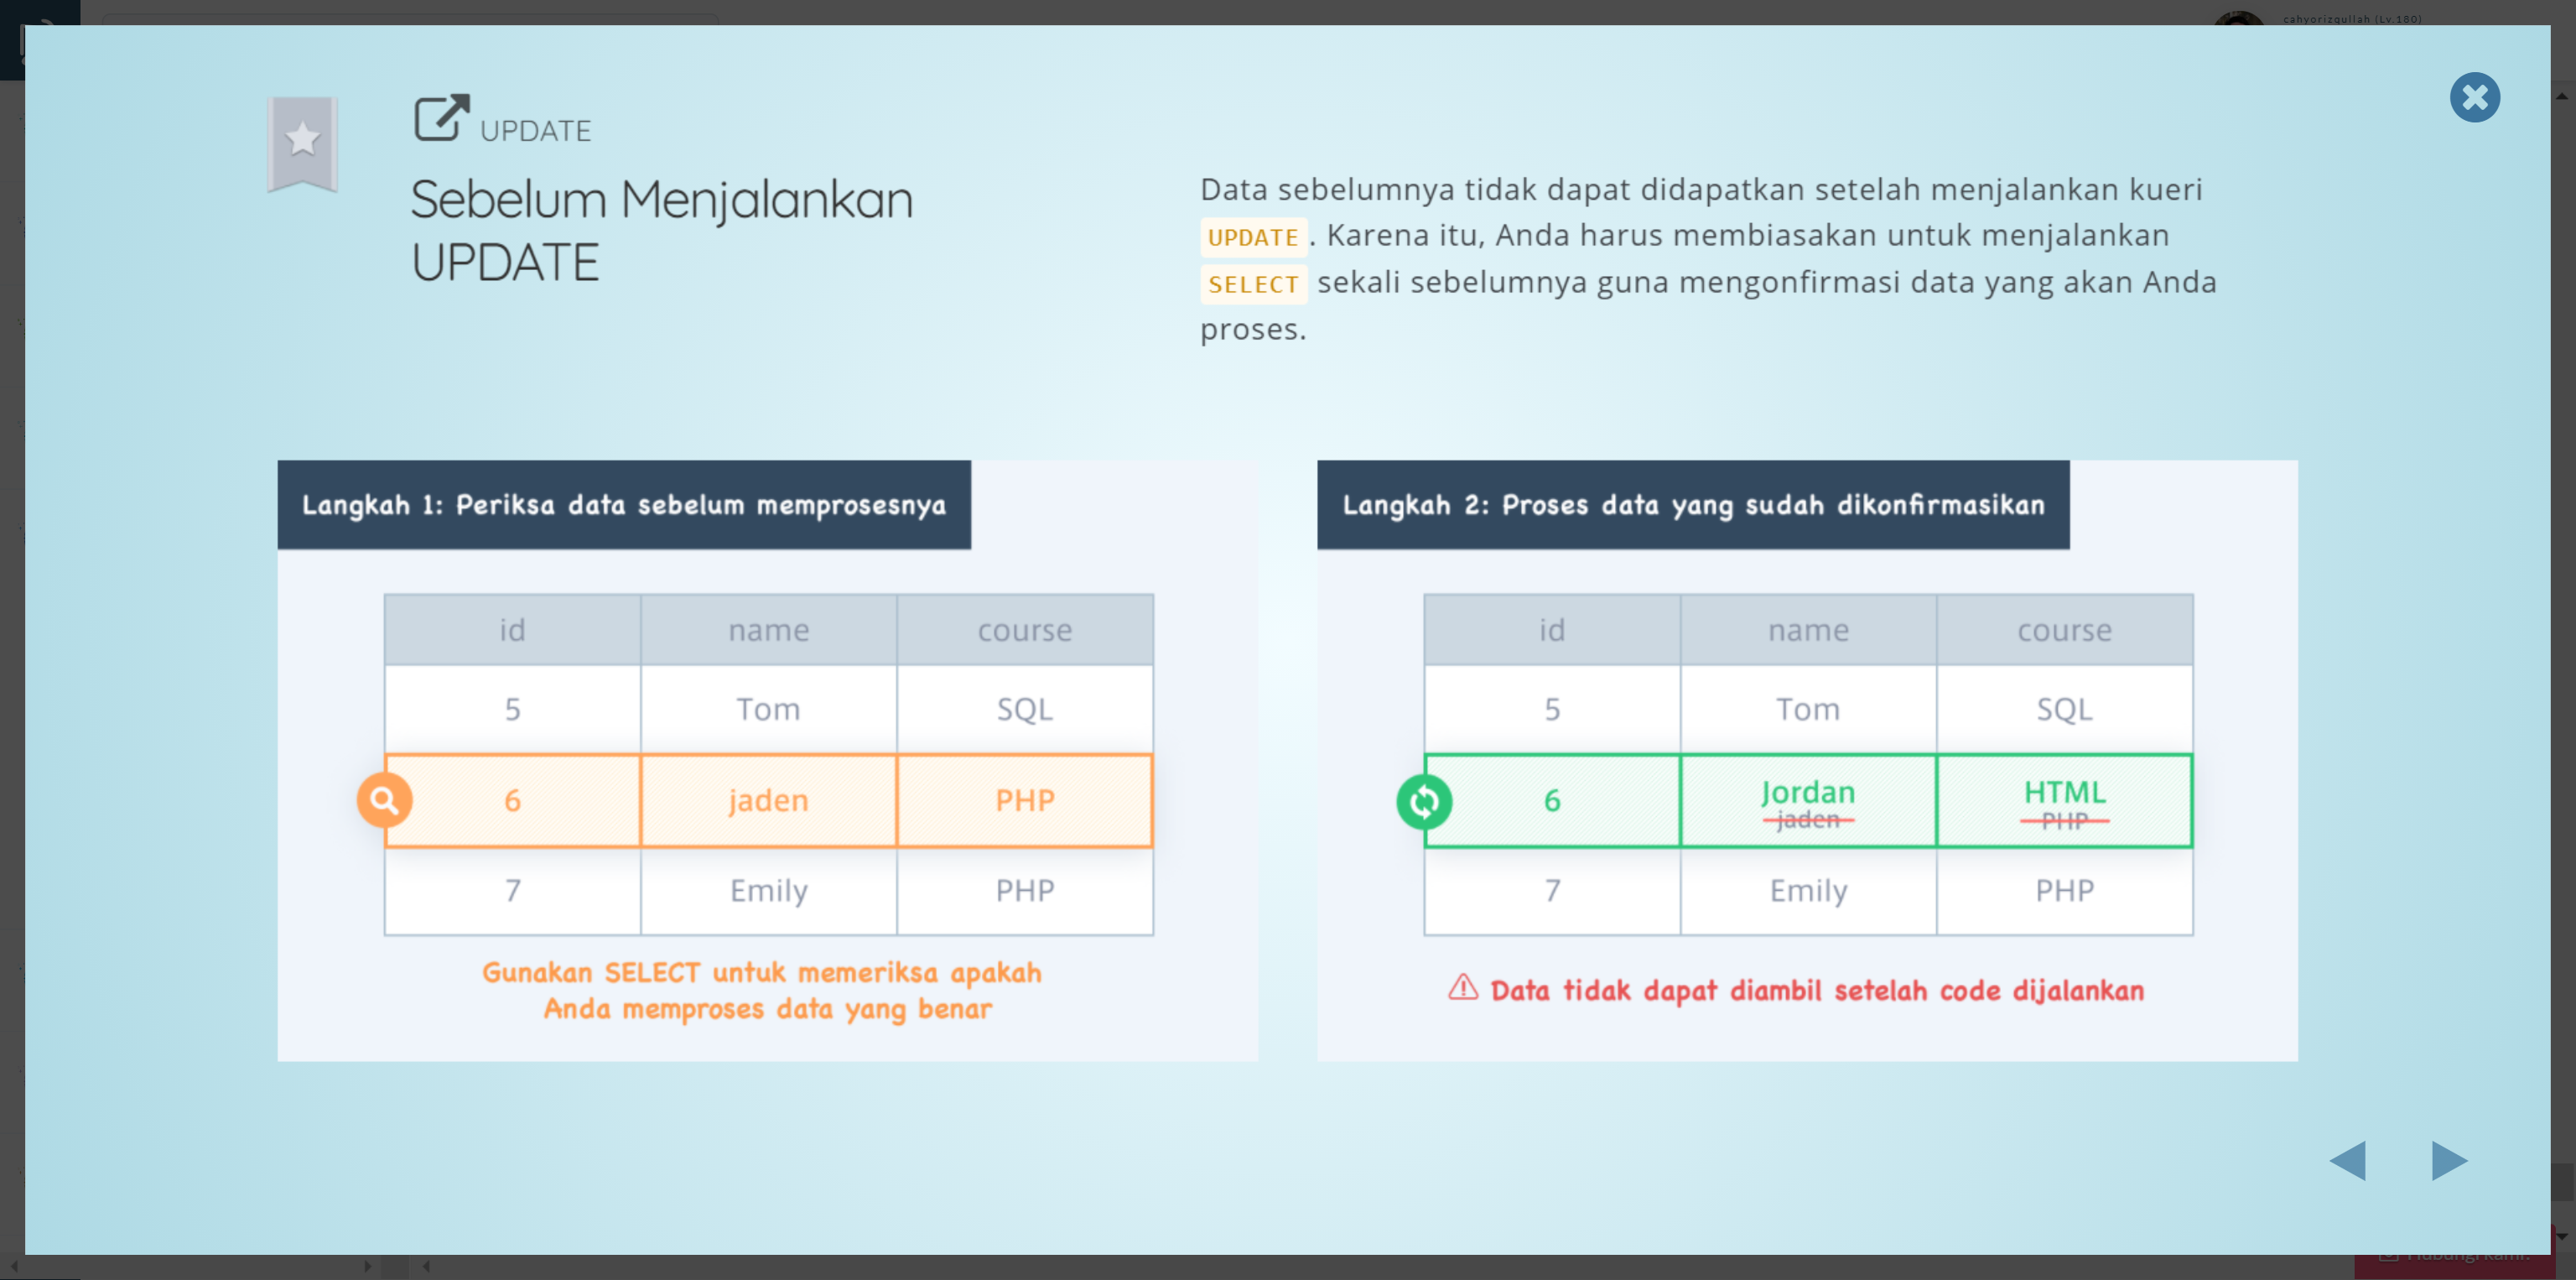 cahyorizqullah (Lv.180)
UPDATE
Sebelum Menjalankan
UPDATE
Data sebelumnya tidak dapat didapatkan setelah menjalankan kueri
UPDATE . Karena itu, Anda harus membiasakan untuk menjalankan
SELECT sekali sebelumnya guna mengonfirmasi data yang akan Anda
proses.
Langkah 1: Periksa data sebelum memprosesnya
id name course
5 Tom SQL
6 jaden PHP
7 Emily PHP
Gunakan SELECT untuk memeriksa apakah
Anda memproses data yang benar
Langkah 2: Proses data yang sudah dikonfirmasikan
id name course
5 Tom SQL
6 Jordan HTML
jaden PHP
7 Emily PHP
Data tidak dapat diambil setelah code dijalankan